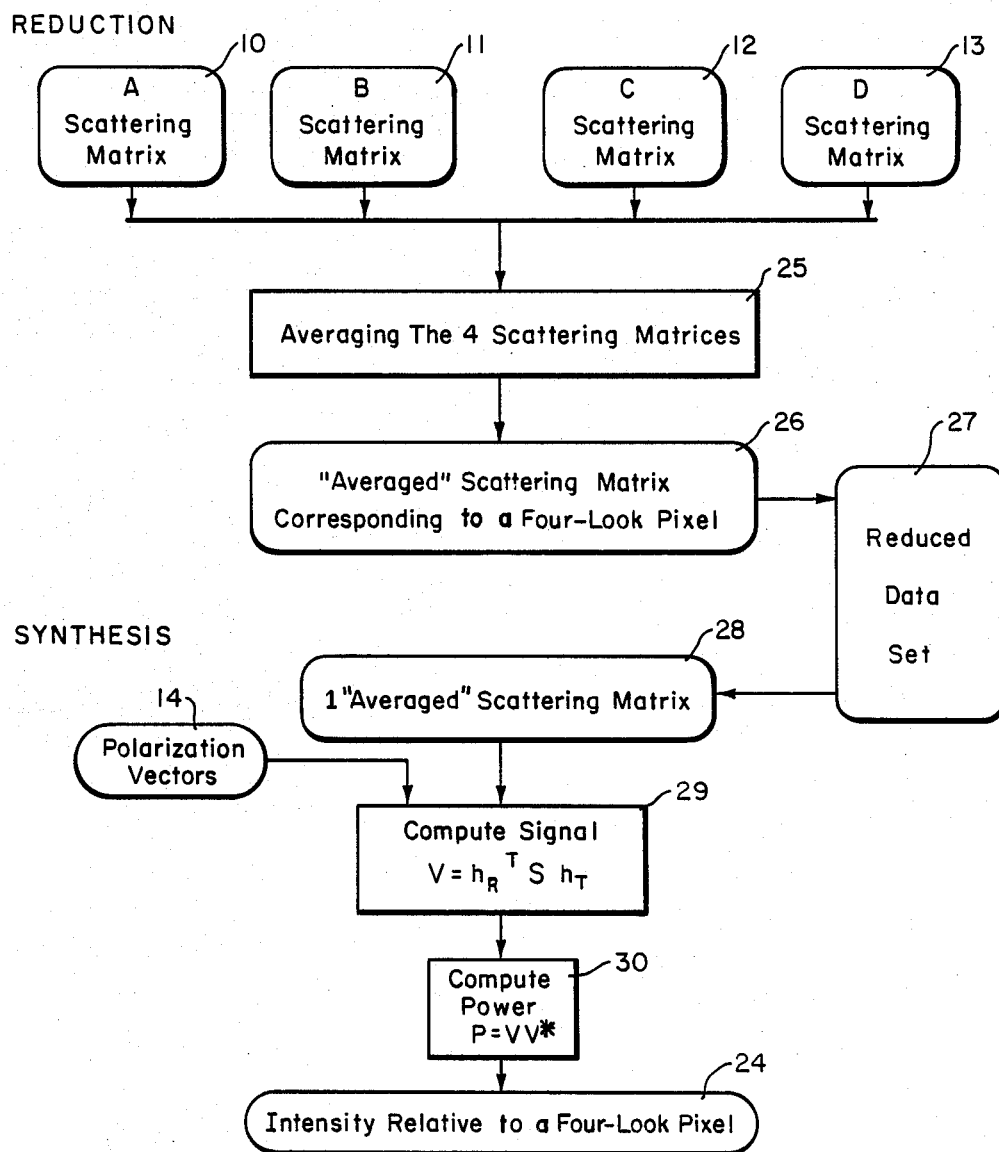 REDUCTION
10
11
12
13
A
Scattering
Matrix
B
Scattering
Matrix
C
Scattering
Matrix
D
Scattering
Matrix
25
Averaging The 4 Scattering Matrices
26
"Averaged" Scattering Matrix
Corresponding to a Four-Look Pixel
27
Reduced
Data
Set
SYNTHESIS
28
1 "Averaged" Scattering Matrix
14
Polarization
Vectors
29
Compute Signal
V = h_R^T S h_T
30
Compute
Power
P = VV*
24
Intensity Relative to a Four-Look Pixel